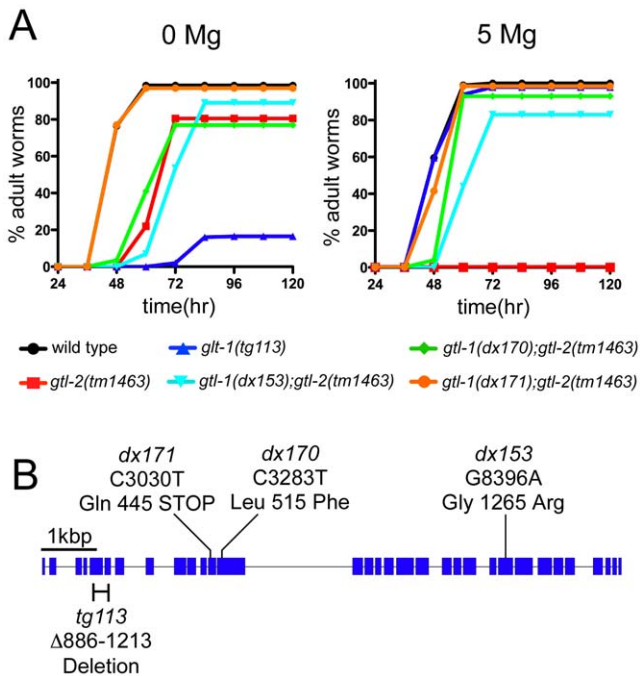 A
0 Mg
5 Mg
% adult worms
100
80
60
40
20
0
24 48 72 96 120
time(hr)
% adult worms
100
80
60
40
20
0
24 48 72 96 120
time(hr)
wild type
glt-1(tg113)
gtl-1(dx170);gtl-2(tm1463)
gtl-2(tm1463)
gtl-1(dx153);gtl-2(tm1463)
gtl-1(dx171);gtl-2(tm1463)
B
dx171
C3030T
Gln 445 STOP
dx170
C3283T
Leu 515 Phe
dx153
G8396A
Gly 1265 Arg
1kbp
tg113
Δ886-1213
Deletion